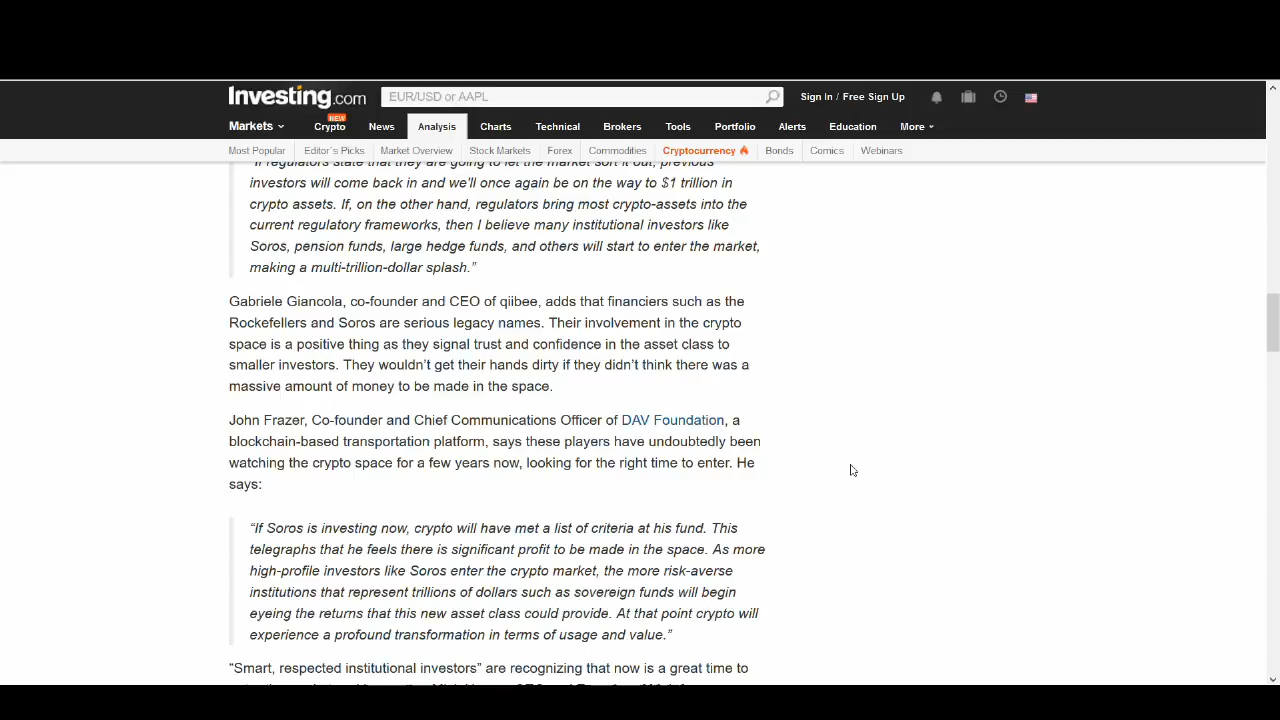 Investing.com
EUR/USD or AAPL
Sign In / Free Sign Up
NEW
Markets Crypto News Analysis Charts Technical Brokers Tools Portfolio Alerts Education More
Most Popular Editor's Picks Market Overview Stock Markets Forex Commodities Cryptocurrency Bonds Comics Webinars
"If regulators state that they are going to let the market sort it out, previous
investors will come back in and we'll once again be on the way to $1 trillion in
crypto assets. If, on the other hand, regulators bring most crypto-assets into the
current regulatory frameworks, then I believe many institutional investors like
Soros, pension funds, large hedge funds, and others will start to enter the market,
making a multi-trillion-dollar splash.”
Gabriele Giancola, co-founder and CEO of qiibee, adds that financiers such as the
Rockefellers and Soros are serious legacy names. Their involvement in the crypto
space is a positive thing as they signal trust and confidence in the asset class to
smaller investors. They wouldn’t get their hands dirty if they didn’t think there was a
massive amount of money to be made in the space.
John Frazer, Co-founder and Chief Communications Officer of DAV Foundation, a
blockchain-based transportation platform, says these players have undoubtedly been
watching the crypto space for a few years now, looking for the right time to enter. He
says:
“If Soros is investing now, crypto will have met a list of criteria at his fund. This
telegraphs that he feels there is significant profit to be made in the space. As more
high-profile investors like Soros enter the crypto market, the more risk-averse
institutions that represent trillions of dollars such as sovereign funds will begin
eyeing the returns that this new asset class could provide. At that point crypto will
experience a profound transformation in terms of usage and value.”
“Smart, respected institutional investors” are recognizing that now is a great time to